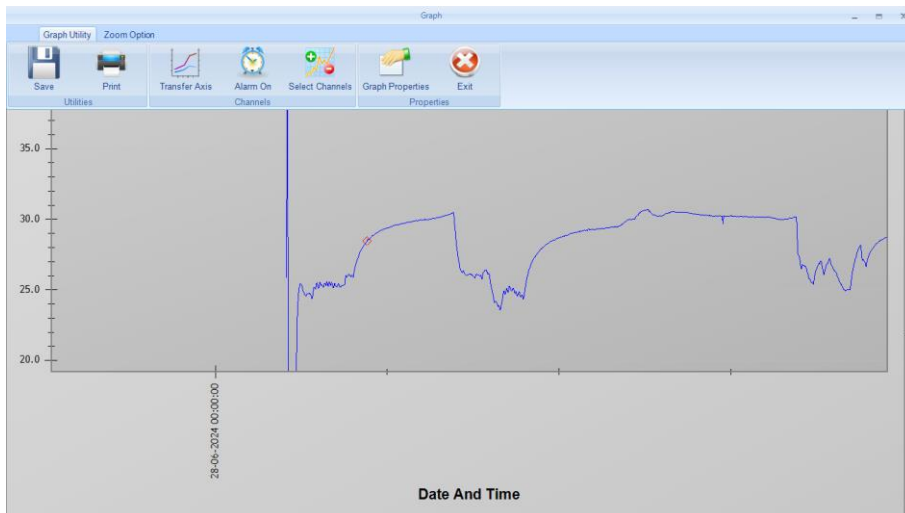 Graph
Graph Utility Zoom Option
Save Print Transfer Axis Alarm On Select Channels Graph Properties Exit
Utilities Channels Properties
35.0
30.0
25.0
20.0
28-06-2024 00:00:00
Date And Time